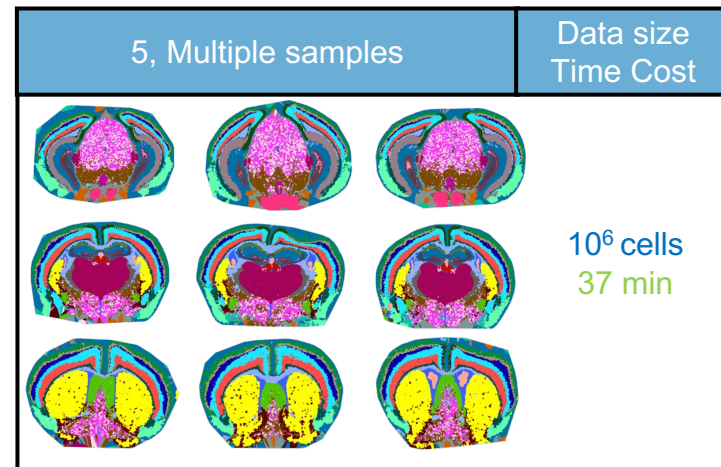 5, Multiple samples
Data size
Time Cost
10⁶ cells
37 min